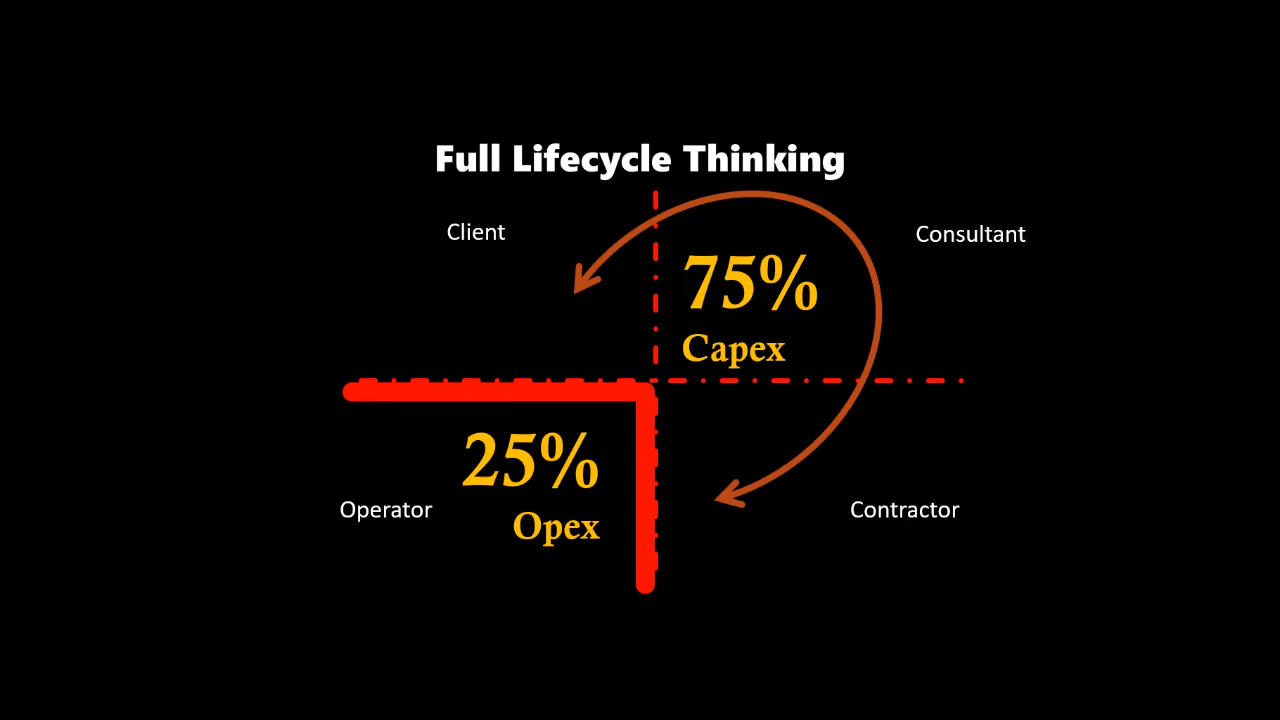 Full Lifecycle Thinking
Client
Consultant
75%
Capex
25%
Opex
Operator
Contractor